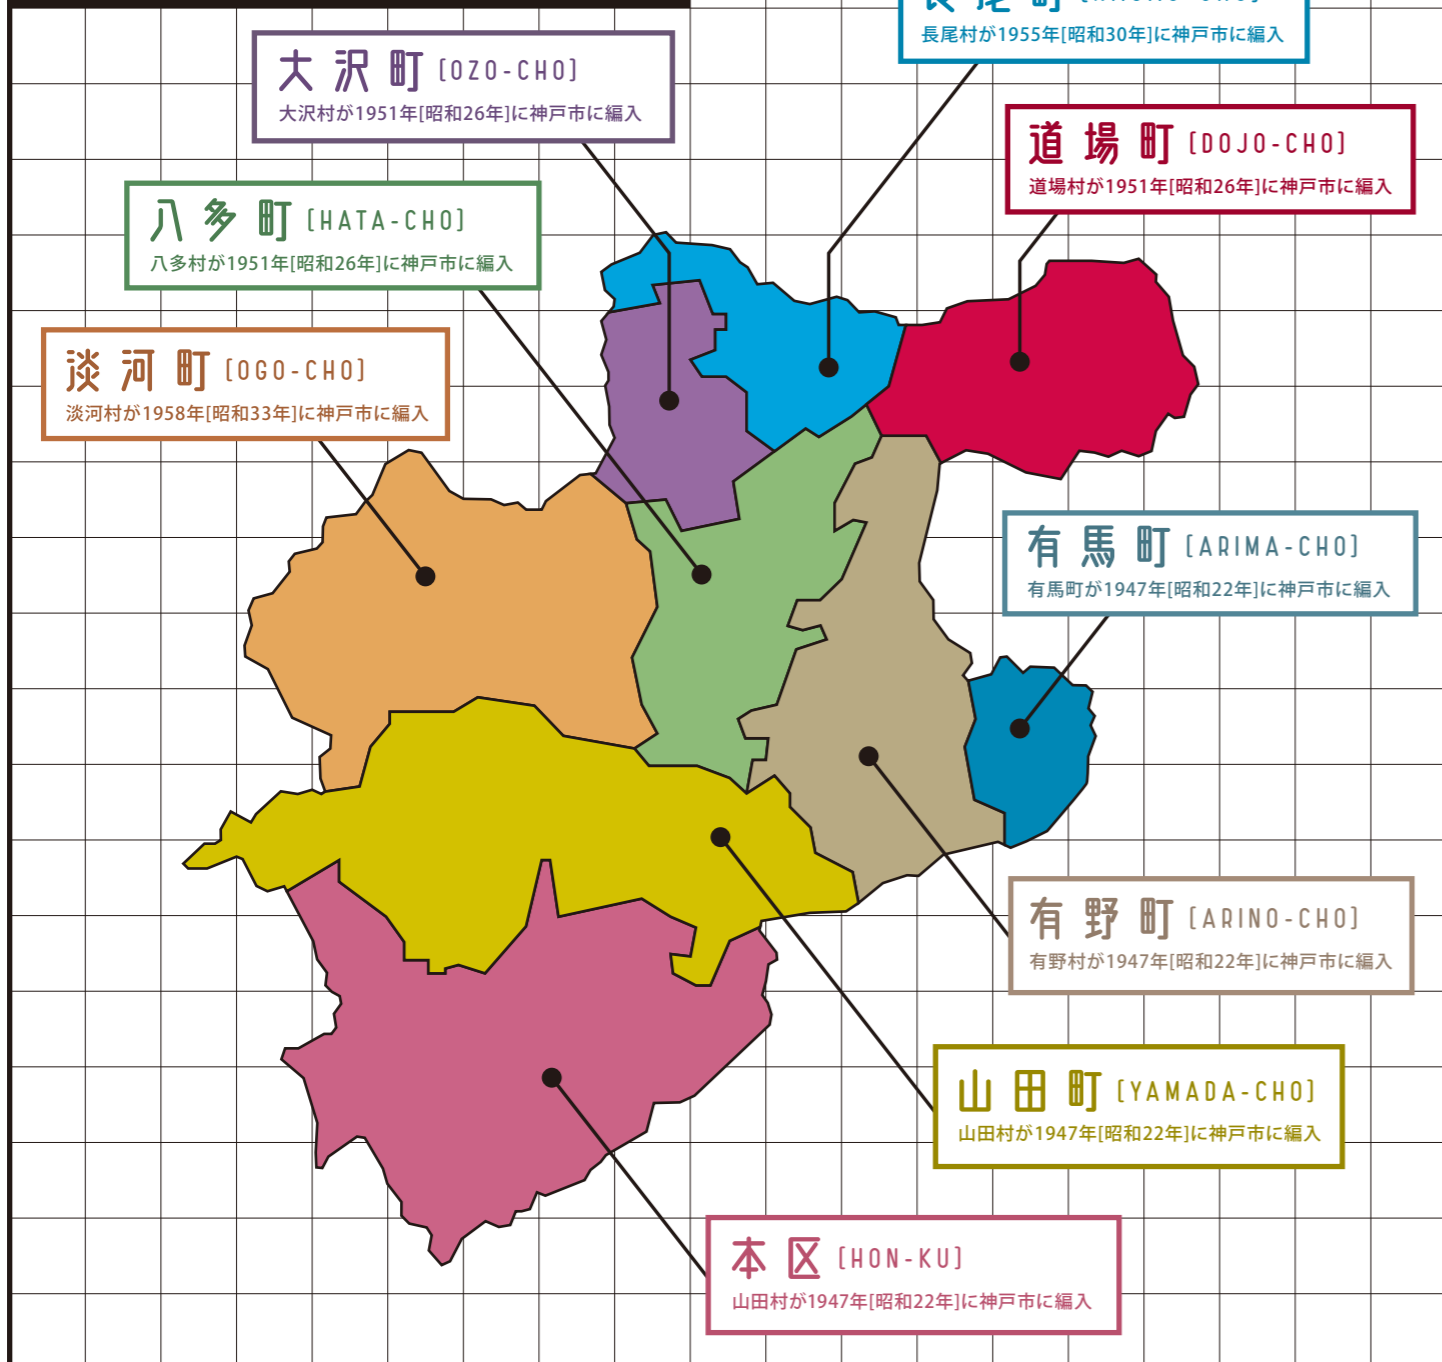 長尾町 [NAGAO-CHO]
長尾村が1955年[昭和30年]に神戸市に編入
大沢町 [OZO-CHO]
大沢村が1951年[昭和26年]に神戸市に編入
道場町 [DOJO-CHO]
道場村が1951年[昭和26年]に神戸市に編入
八多町 [HATA-CHO]
八多村が1951年[昭和26年]に神戸市に編入
淡河町 [OGO-CHO]
淡河村が1958年[昭和33年]に神戸市に編入
有馬町 [ARIMA-CHO]
有馬町が1947年[昭和22年]に神戸市に編入
有野町 [ARINO-CHO]
有野村が1947年[昭和22年]に神戸市に編入
山田町 [YAMADA-CHO]
山田村が1947年[昭和22年]に神戸市に編入
本区 [HON-KU]
山田村が1947年[昭和22年]に神戸市に編入